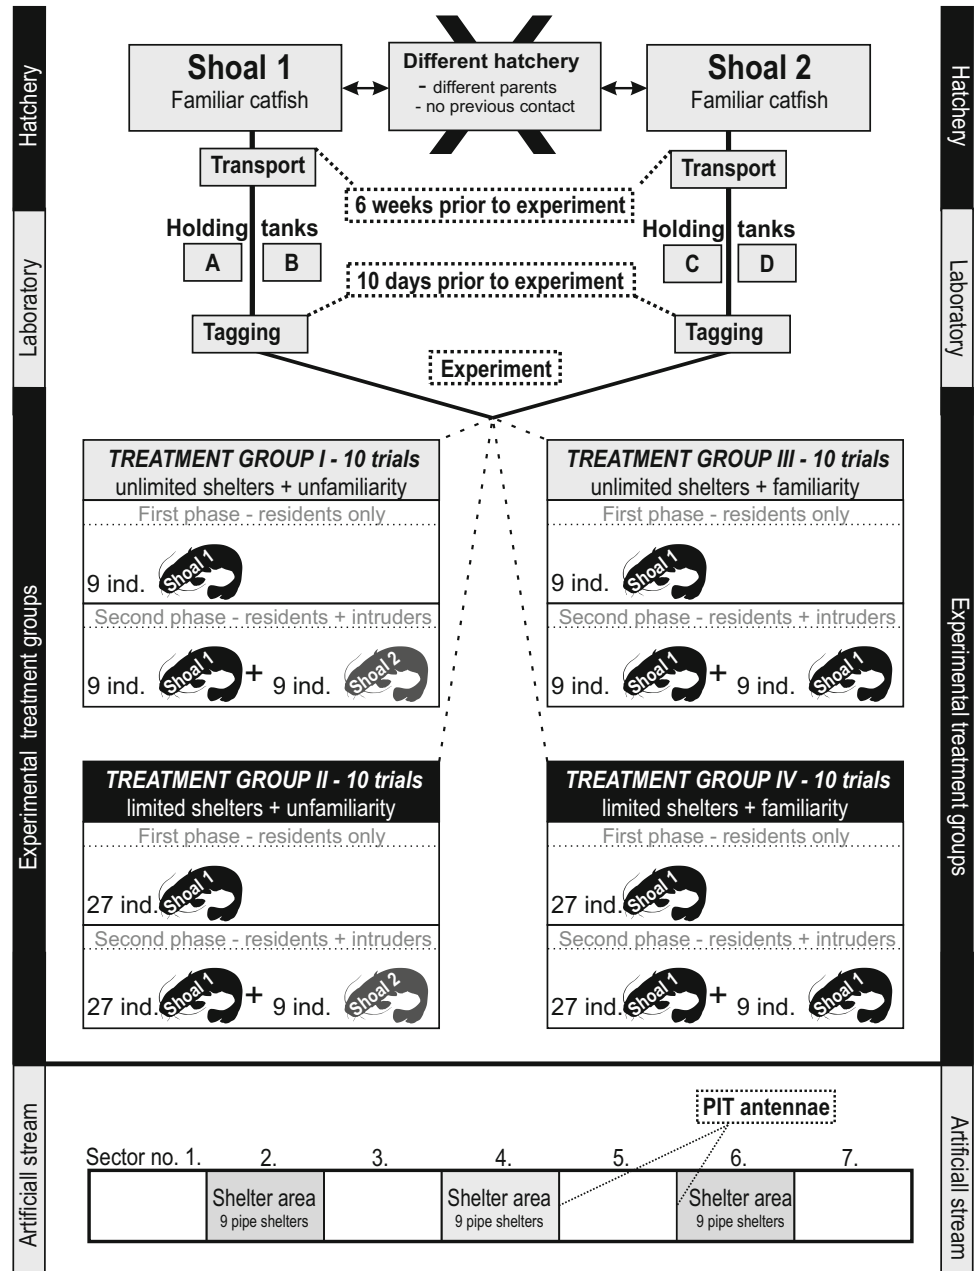 Hatchery
Shoal 1
Familiar catfish
Different hatchery
- different parents
- no previous contact
Shoal 2
Familiar catfish
Hatchery
Transport
Transport
6 weeks prior to experiment
Laboratory
Holding tanks
A
B
Holding tanks
C
D
Laboratory
10 days prior to experiment
Tagging
Tagging
Experiment
Experimental treatment groups
TREATMENT GROUP I - 10 trials
unlimited shelters + unfamiliarity
First phase - residents only
9 ind.
Shoal 1
Second phase - residents + intruders
9 ind.
Shoal 1
+
9 ind.
Shoal 2
TREATMENT GROUP III - 10 trials
unlimited shelters + familiarity
First phase - residents only
9 ind.
Shoal 1
Second phase - residents + intruders
9 ind.
Shoal 1
+
9 ind.
Shoal 1
TREATMENT GROUP II - 10 trials
limited shelters + unfamiliarity
First phase - residents only
27 ind.
Shoal 1
Second phase - residents + intruders
27 ind.
Shoal 1
+
9 ind.
Shoal 2
TREATMENT GROUP IV - 10 trials
limited shelters + familiarity
First phase - residents only
27 ind.
Shoal 1
Second phase - residents + intruders
27 ind.
Shoal 1
+
9 ind.
Shoal 1
Experimental treatment groups
Artificiall stream
PIT antennae
Sector no. 1. 2. 3. 4. 5. 6. 7.
Shelter area
9 pipe shelters
Shelter area
9 pipe shelters
Shelter area
9 pipe shelters
Artificiall stream